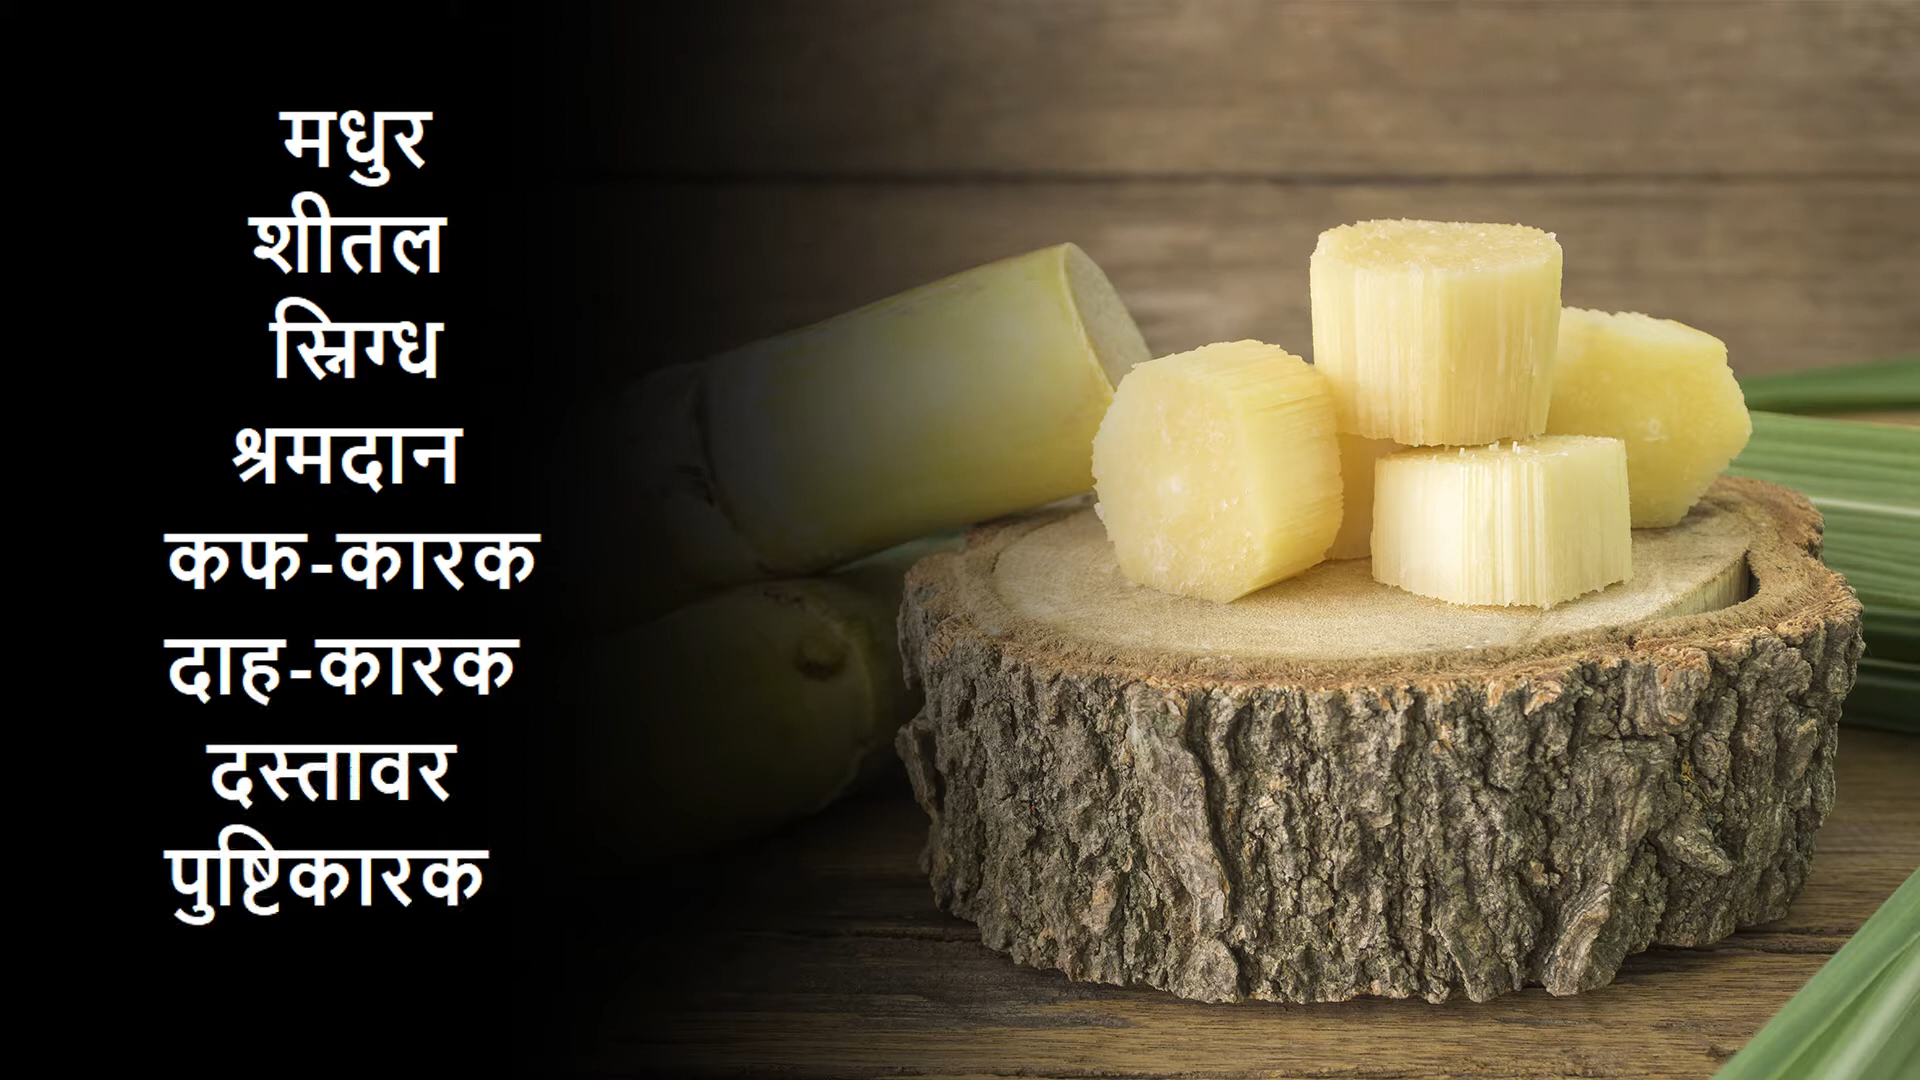 मधुर
शीतल
स्निग्ध
श्रमदान
कफ-कारक
दाह-कारक
दस्तावर
पुष्टिकारक